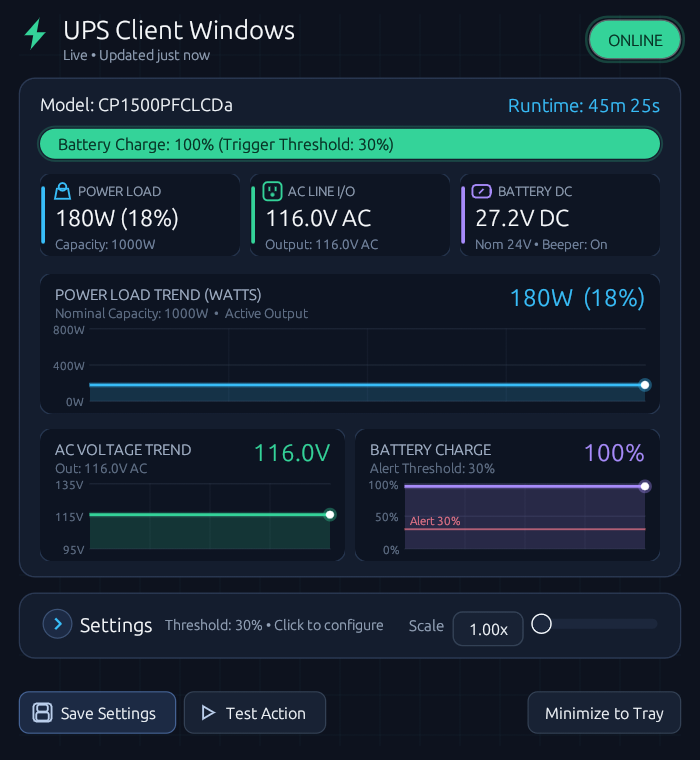 UPS Client Windows
Live • Updated just now
ONLINE
Model: CP1500PFCLCDa
Runtime: 45m 25s
Battery Charge: 100% (Trigger Threshold: 30%)
POWER LOAD
180W (18%)
Capacity: 1000W
AC LINE I/O
116.0V AC
Output: 116.0V AC
BATTERY DC
27.2V DC
Nom 24V • Beeper: On
POWER LOAD TREND (WATTS)
180W (18%)
Nominal Capacity: 1000W • Active Output
800W
400W
0W
AC VOLTAGE TREND
116.0V
Out: 116.0V AC
135V
115V
95V
BATTERY CHARGE
100%
Alert Threshold: 30%
100%
50%
Alert 30%
0%
Settings
Threshold: 30% • Click to configure
Scale
1.00x
Save Settings
Test Action
Minimize to Tray